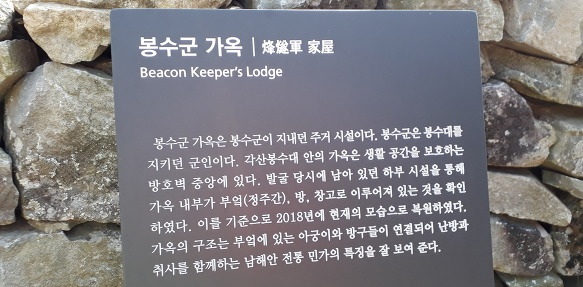 봉수군 가옥 | 烽燧軍 家屋
Beacon Keeper's Lodge
봉수군 가옥은 봉수군이 지내던 주거 시설이다. 봉수군은 봉수대를
지키던 군인이다. 각산봉수대 안의 가옥은 생활 공간을 보호하는
방호벽 중앙에 있다. 발굴 당시에 남아 있던 하부 시설을 통해
가옥 내부가 부엌(정주간), 방, 창고로 이루어져 있는 것을 확인
하였다. 이를 기준으로 2018년에 현재의 모습으로 복원하였다.
가옥의 구조는 부엌에 있는 아궁이와 방구들이 연결되어 난방과
취사를 함께하는 남해안 전통 민가의 특징을 잘 보여 준다.